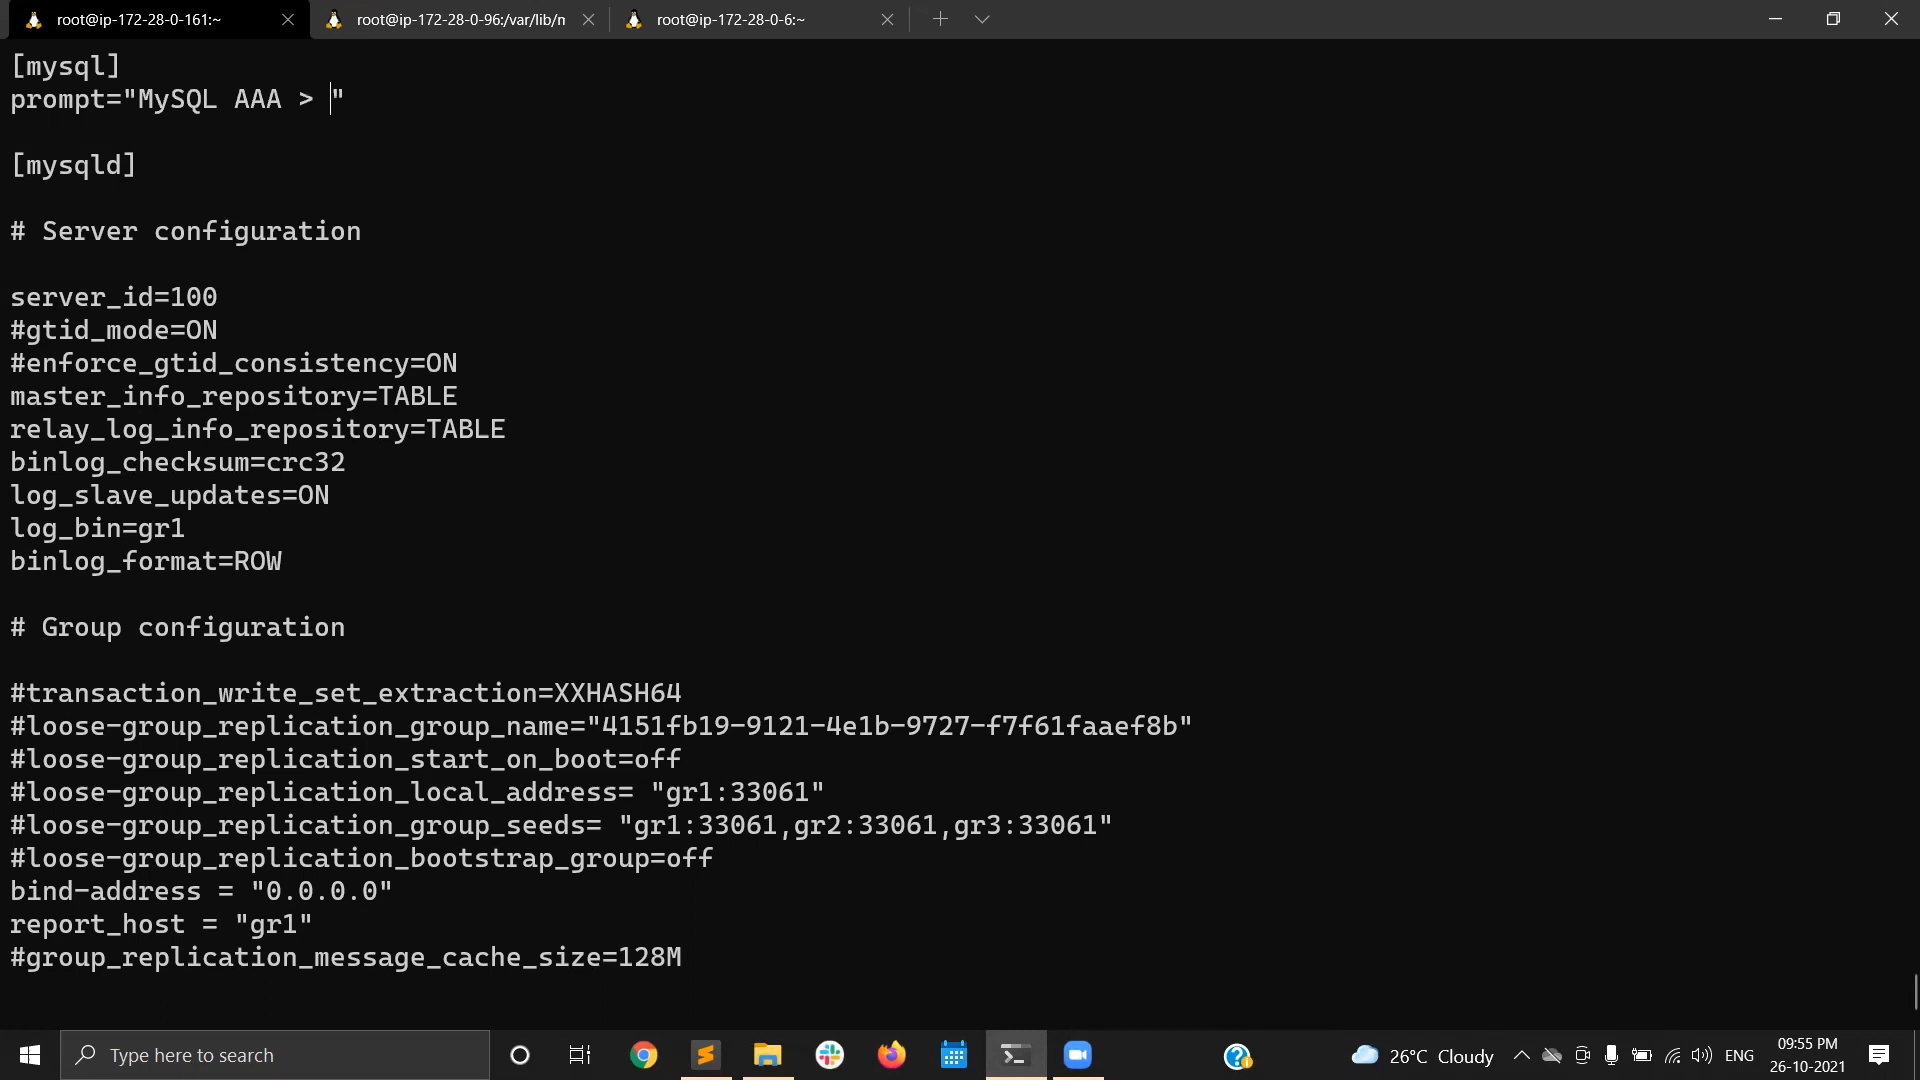 root@ip-172-28-0-161:~ root@ip-172-28-0-96:/var/lib/n root@ip-172-28-0-6:~
[mysql]
prompt="MySQL AAA > "
[mysqld]
# Server configuration
server_id=100
#gtid_mode=ON
#enforce_gtid_consistency=ON
master_info_repository=TABLE
relay_log_info_repository=TABLE
binlog_checksum=crc32
log_slave_updates=ON
log_bin=gr1
binlog_format=ROW
# Group configuration
#transaction_write_set_extraction=XXHASH64
#loose-group_replication_group_name="4151fb19-9121-4e1b-9727-f7f61faaef8b"
#loose-group_replication_start_on_boot=off
#loose-group_replication_local_address= "gr1:33061"
#loose-group_replication_group_seeds= "gr1:33061,gr2:33061,gr3:33061"
#loose-group_replication_bootstrap_group=off
bind-address = "0.0.0.0"
report_host = "gr1"
#group_replication_message_cache_size=128M
Type here to search
26°C Cloudy
ENG
09:55 PM
26-10-2021